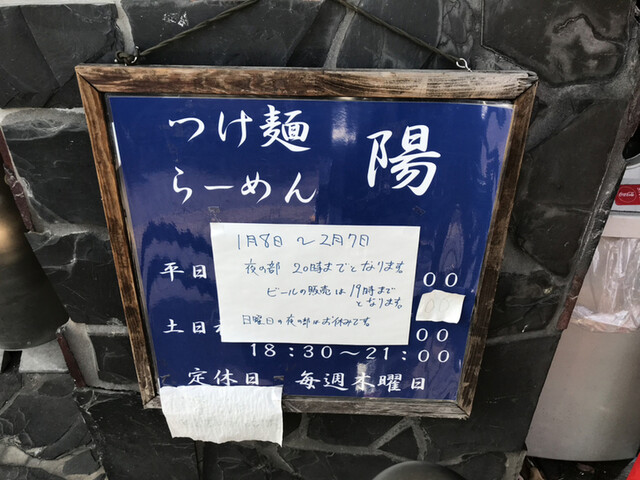 つけ麺
らーめん
陽
1月8日 〜 2月7日
夜の部 20時までとなります。
ビールの販売は 19時まで
となります。
日曜日の夜の部はお休みです。
平日
00
土日
00
18：30〜21：00
定休日 毎週木曜日